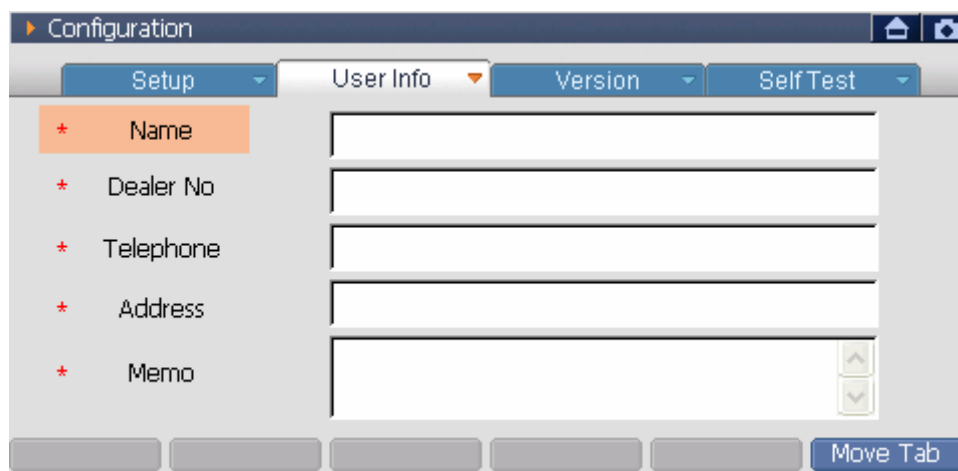 Configuration
Setup User Info Version Self Test
* Name
* Dealer No
* Telephone
* Address
* Memo
Move Tab